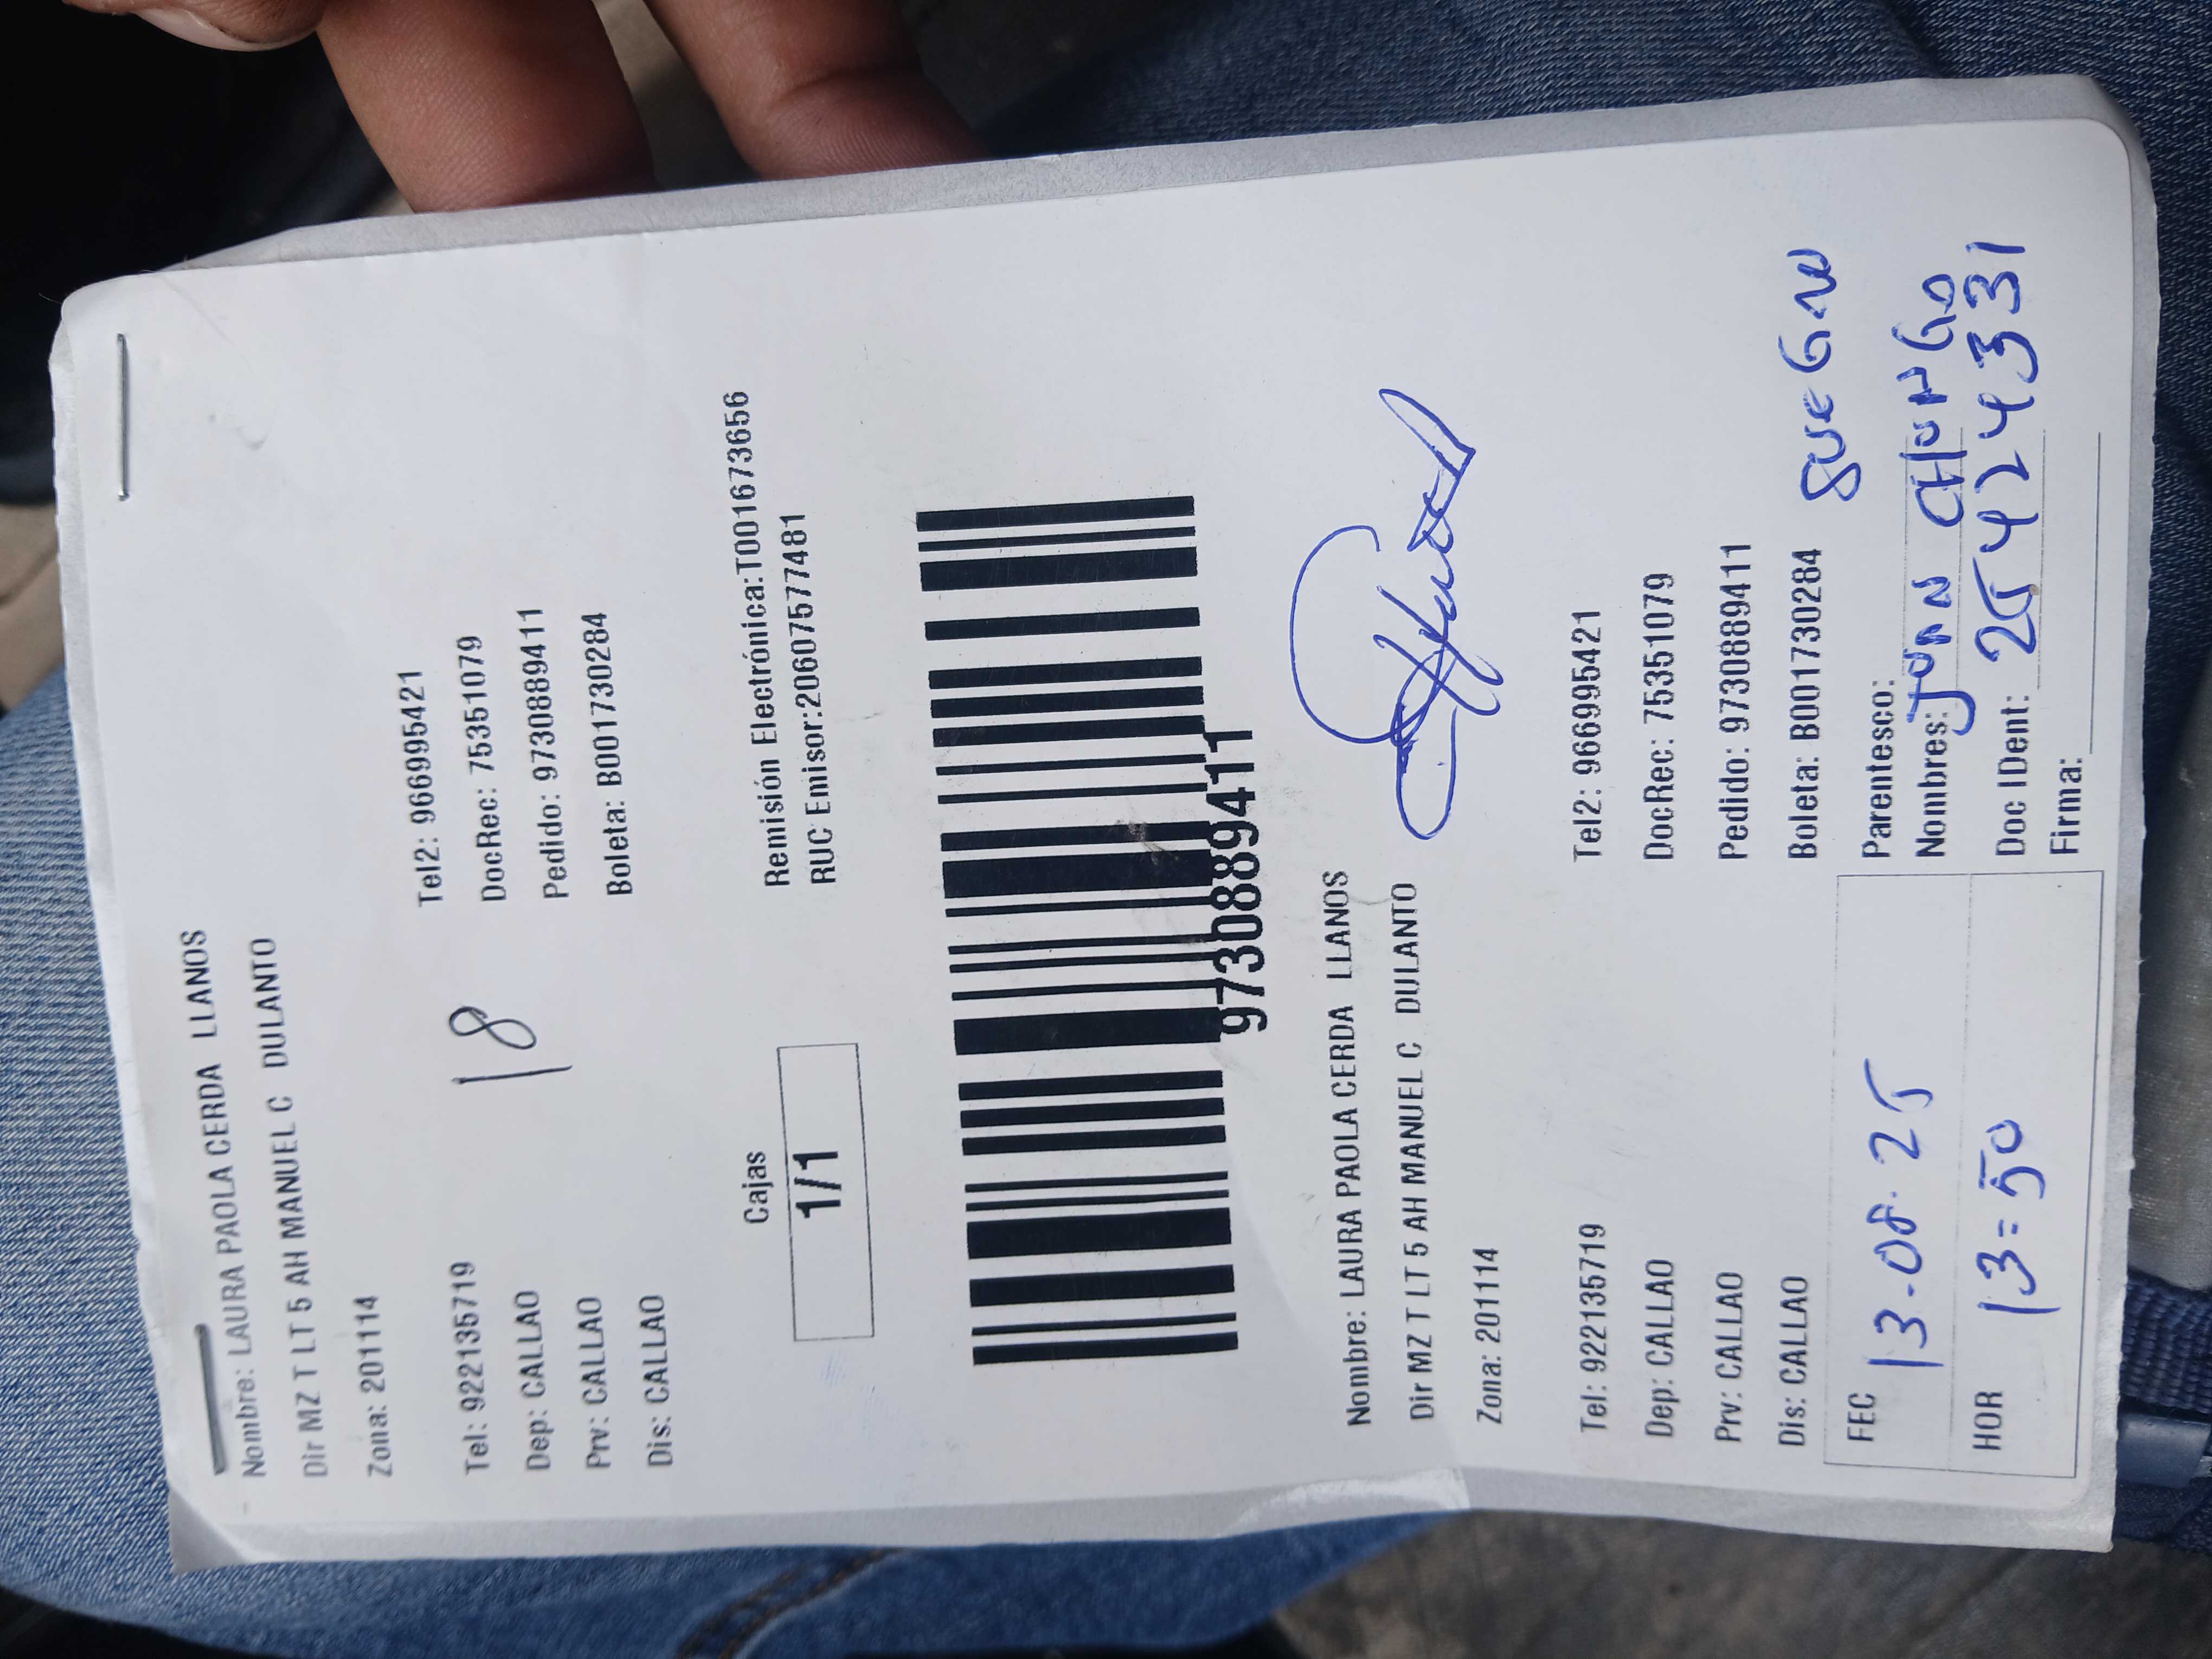 Nombre: LAURA PAOLA CERDA LLANOS
Dir MZ T LT 5 AH MANUEL C DULANTO
Zona: 201114
18
Tel: 922135719 Tel2: 966995421
Dep: CALLAO DocRec: 75351079
Prv: CALLAO Pedido: 9730889411
Dis: CALLAO Boleta: B001730284
Cajas
1/1
Remisión Electrónica:T001673656
RUC Emisor:20607577481
9730889411
Nombre: LAURA PAOLA CERDA LLANOS
Dir MZ T LT 5 AH MANUEL C DULANTO
Zona: 201114
Tel: 922135719 Tel2: 966995421
Dep: CALLAO DocRec: 75351079
Prv: CALLAO Pedido: 9730889411
Dis: CALLAO Boleta: B001730284
FEC 13-08-25
HOR 13=50
Parentesco:
Nombres: CHUNGO
Doc IDent: 25424331
Firma: